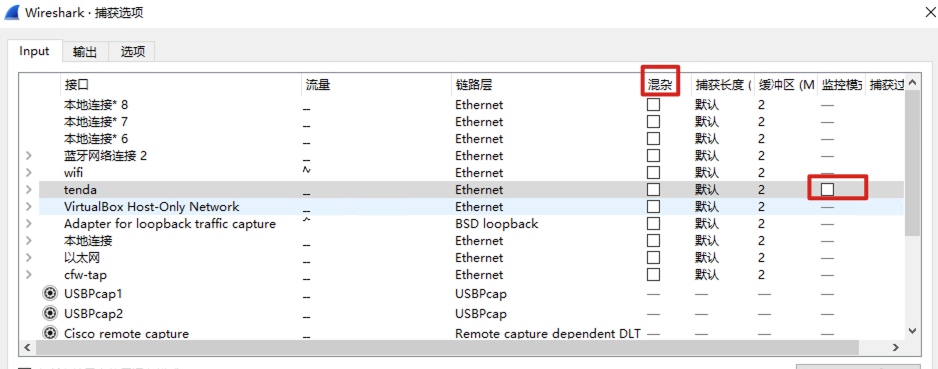 Wireshark · 捕获选项
Input 输出 选项
接口 流量 链路层 混杂 捕获长度 ( 缓冲区 (M 监控模式 捕获过
本地连接* 8 Ethernet 默认 2 —
本地连接* 7 Ethernet 默认 2 —
本地连接* 6 Ethernet 默认 2 —
蓝牙网络连接 2 Ethernet 默认 2 —
wifi Ethernet 默认 2 —
tenda Ethernet 默认 2
VirtualBox Host-Only Network Ethernet 默认 2 —
Adapter for loopback traffic capture BSD loopback 默认 2 —
本地连接 Ethernet 默认 2 —
以太网 Ethernet 默认 2 —
cfw-tap Ethernet 默认 2 —
USBPcap1 USBPcap — — — —
USBPcap2 USBPcap — — — —
Cisco remote capture Remote capture dependent DLT — — — —